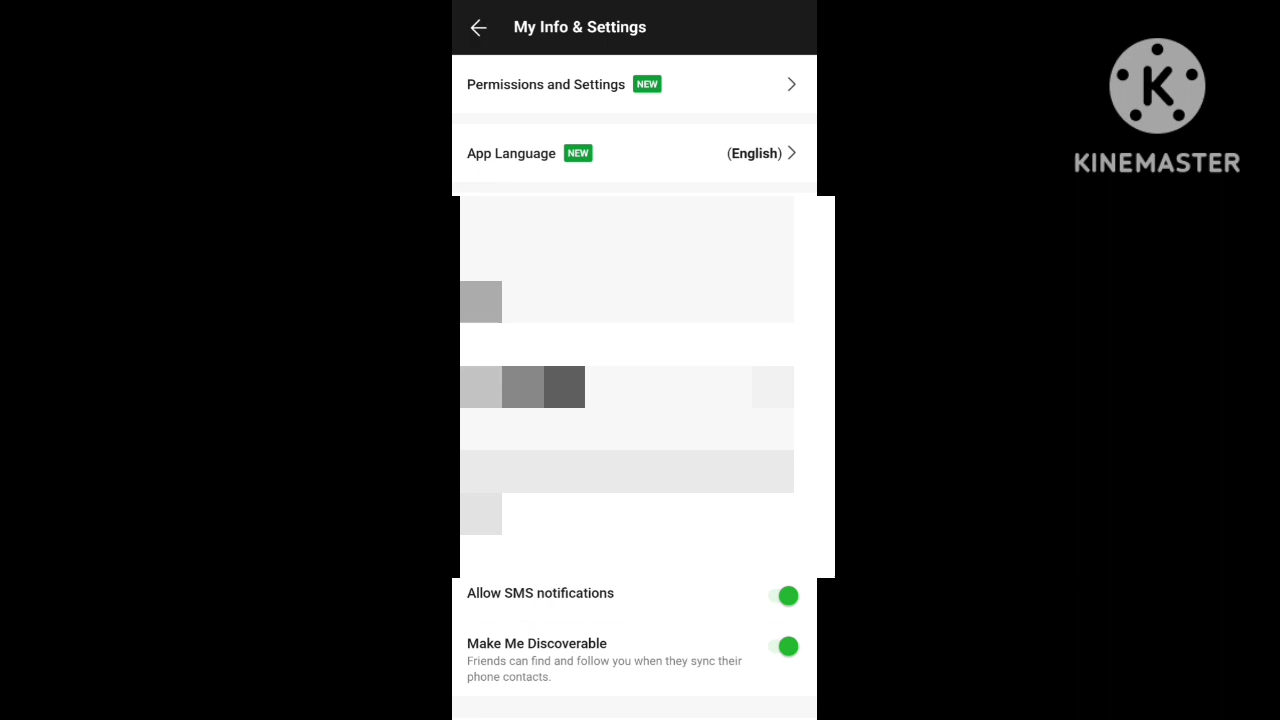 My Info & Settings
Permissions and Settings NEW
App Language NEW (English)
Allow SMS notifications
Make Me Discoverable
Friends can find and follow you when they sync their
phone contacts.
K
KINEMASTER